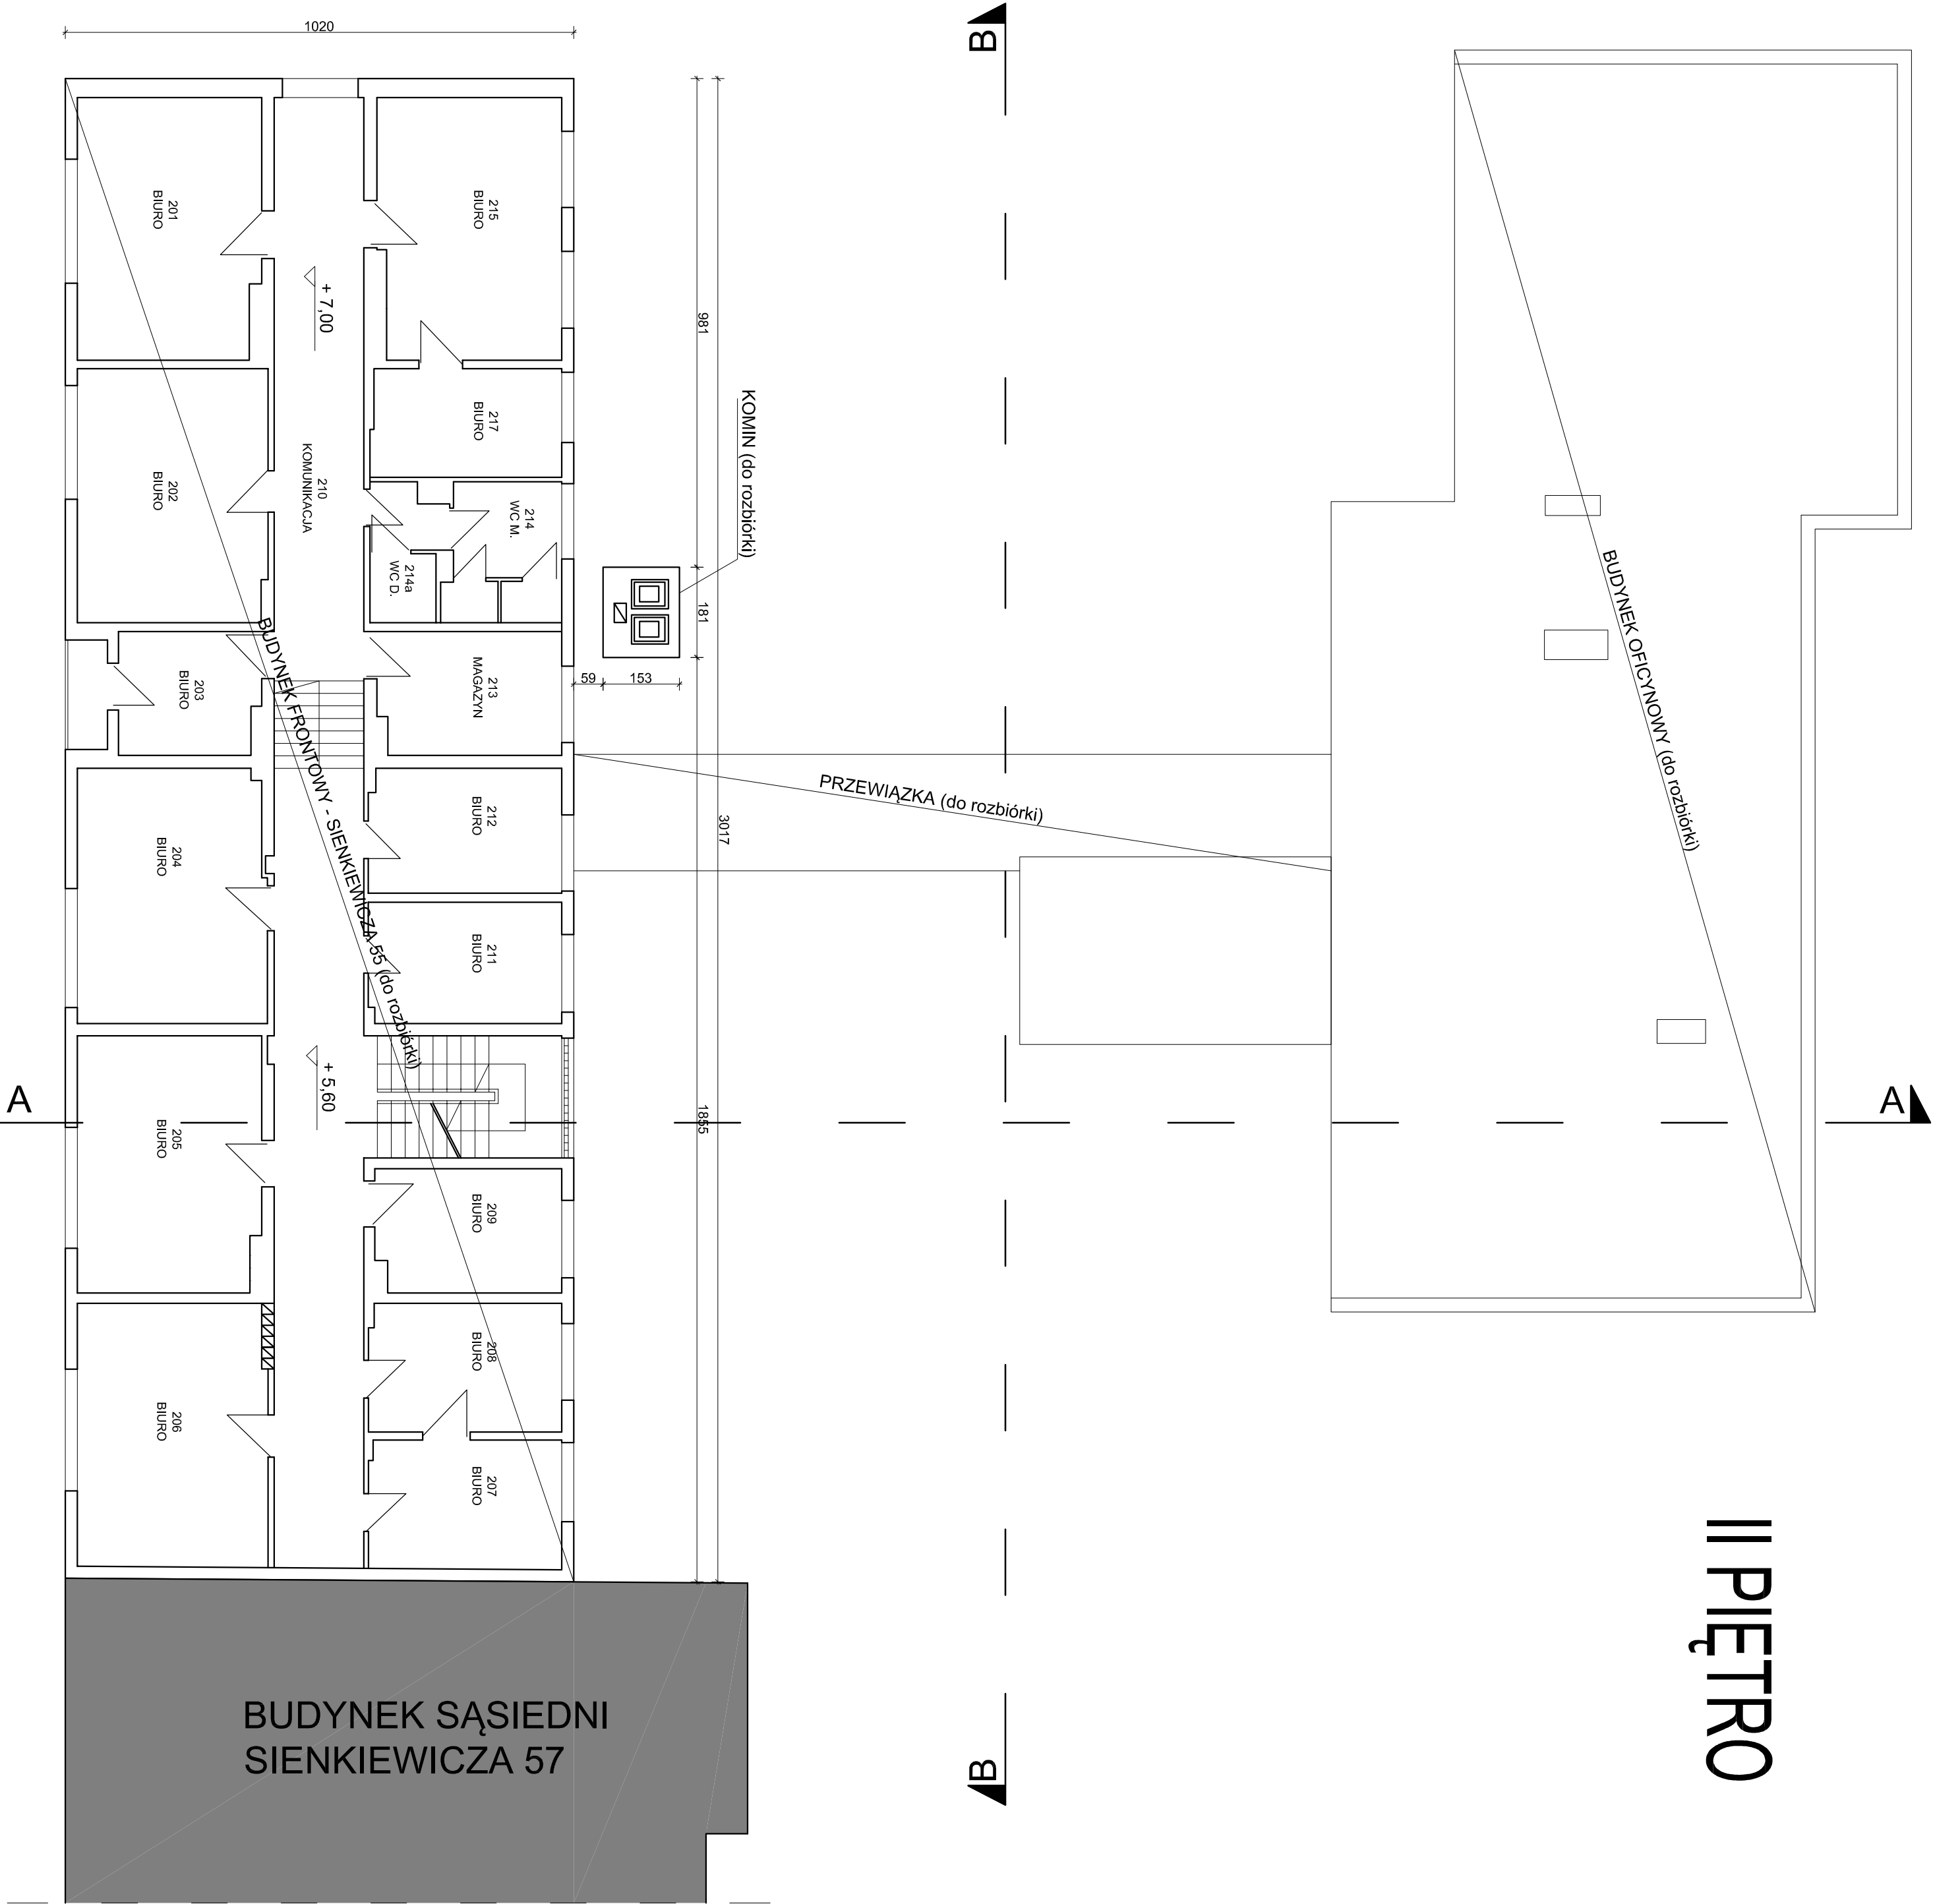 1020
B
201
BIURO
215
BIURO
+ 7,00
981
217
BIURO
KOMIN (do rozbiórki)
202
BIURO
210
KOMUNIKACJA
214
WC M.
214a
WC D.
181
59
153
203
BIURO
213
MAGAZYN
BUDYNEK FRONTOWY - SIENKIEWICZA 55 (do rozbiórki)
BUDYNEK OFICYNOWY (do rozbiórki)
PRZEWIĄZKA (do rozbiórki)
3017
204
BIURO
212
BIURO
211
BIURO
+ 5,60
A
A
1855
205
BIURO
209
BIURO
208
BIURO
206
BIURO
207
BIURO
III PIĘTRO
BUDYNEK SĄSIEDNI
SIENKIEWICZA 57
B